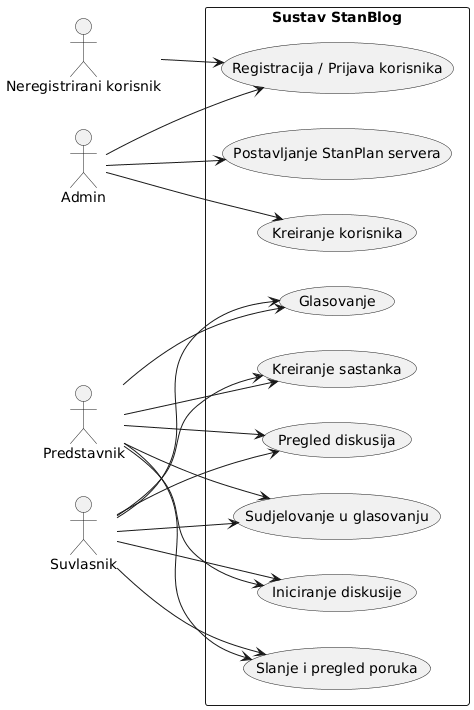 Sustav StanBlog
Neregistrirani korisnik
Registracija / Prijava korisnika
Admin
Postavljanje StanPlan servera
Kreiranje korisnika
Glasovanje
Kreiranje sastanka
Predstavnik
Pregled diskusija
Sudjelovanje u glasovanju
Suvlasnik
Iniciranje diskusije
Slanje i pregled poruka